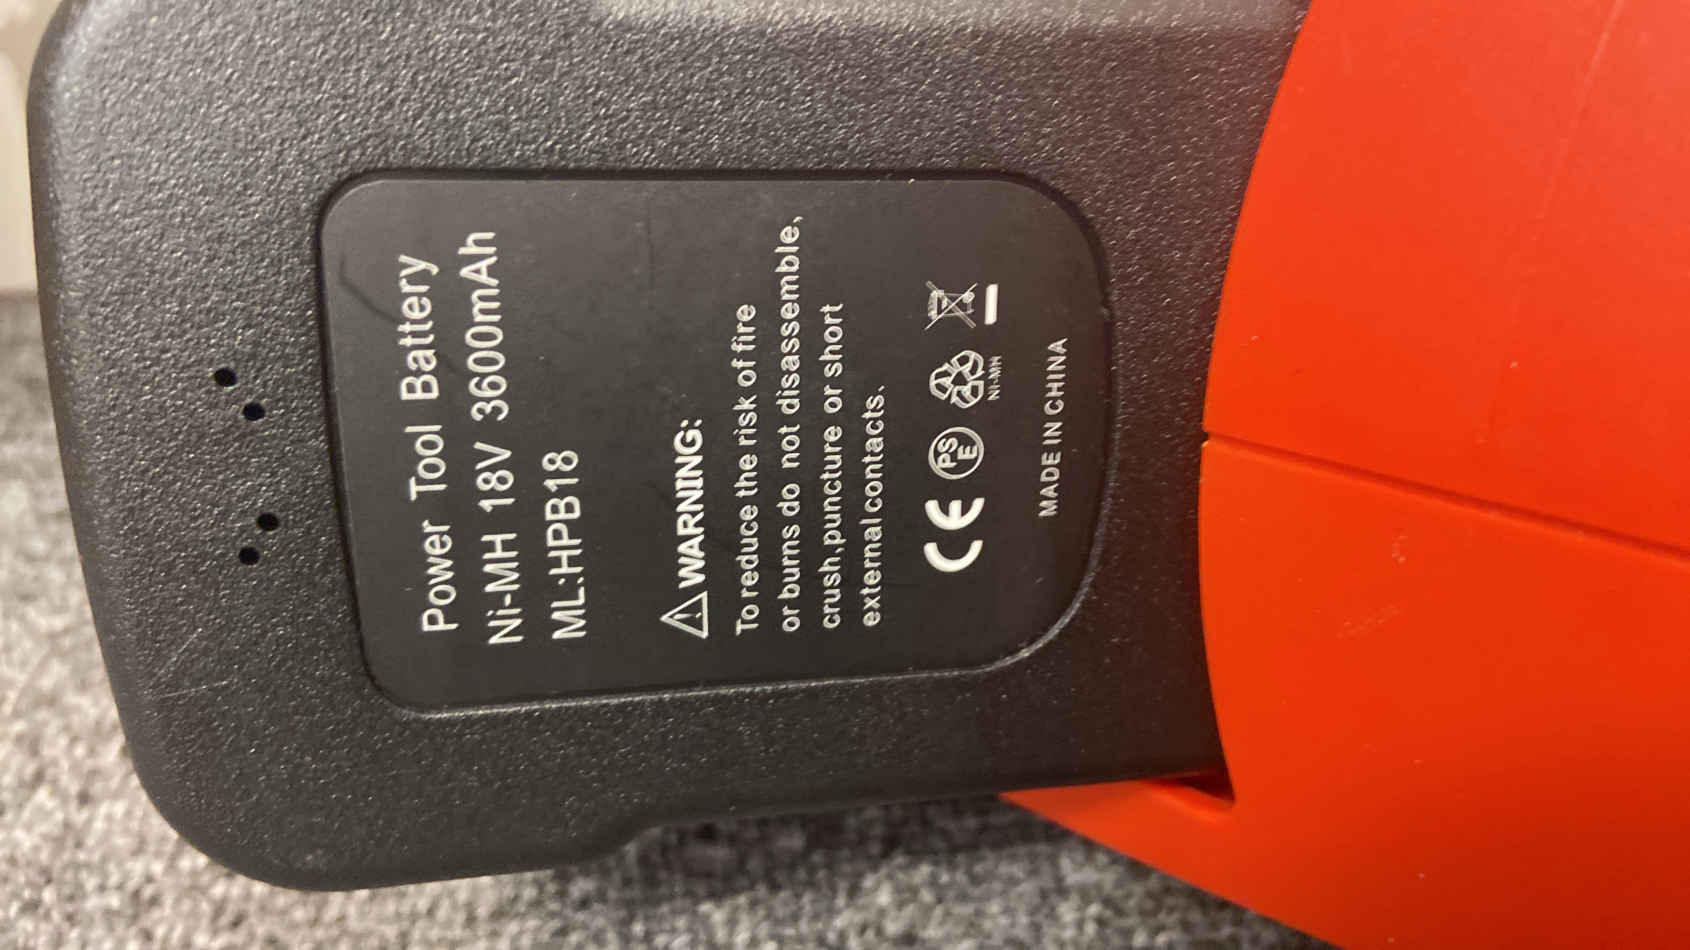 Power Tool Battery
Ni-MH 18V 3600mAh
ML:HPB18
WARNING:
To reduce the risk of fire
or burns do not disassemble,
crush,puncture or short
external contacts.
CE PSE
Ni-MH
MADE IN CHINA